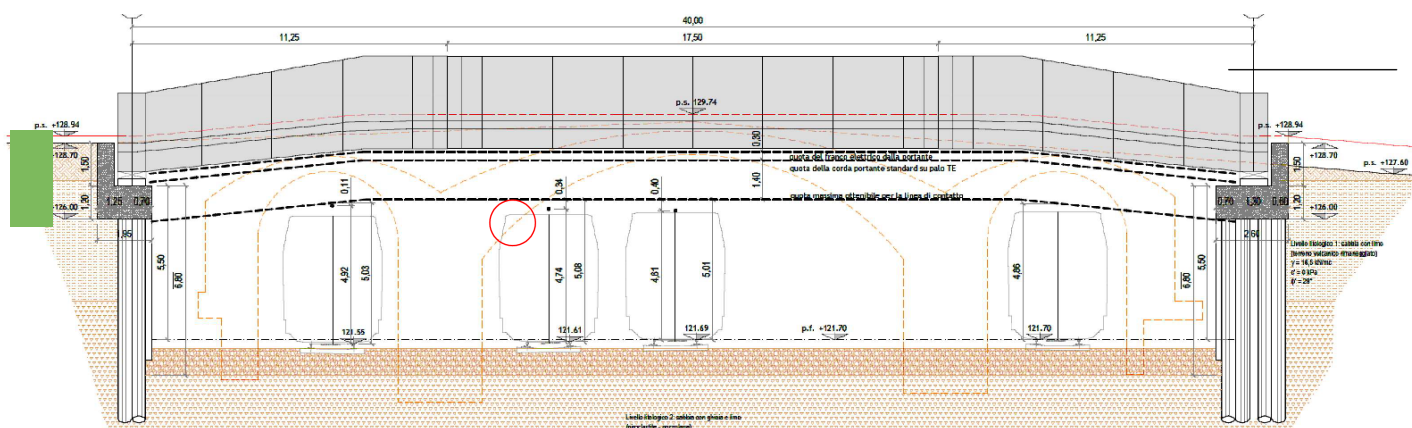 40,00
11,25 17,50 11,25
p.s. 129.74
p.s. +128.94
p.s. +128.94
+128.70
1,50
0,30
quota del franco elettrico dalla portante
quota della corda portante standard su palo TE
1,40
1,50
+128.70
p.s. +127.60
0,11 0,34 0,40
quota massima ottenibile per la linea di contatto
1.25 0,70
1,20
+126.00
0,70 1,30 0,60
1,20
+126.00
1,95
2,60
5,50
6,80
4,92
5,03
4,74
5,08
4,61
5,01
4,86
6,80
5,50
Livello litologico 1: sabbia con limo
(terreno vulcanico rimaneggiato)
c' = 0 kPa
121.55
121.61
121.69
p.f. +121.70
121.70
Livello litologico 2: sabbia con ghiaia e limo